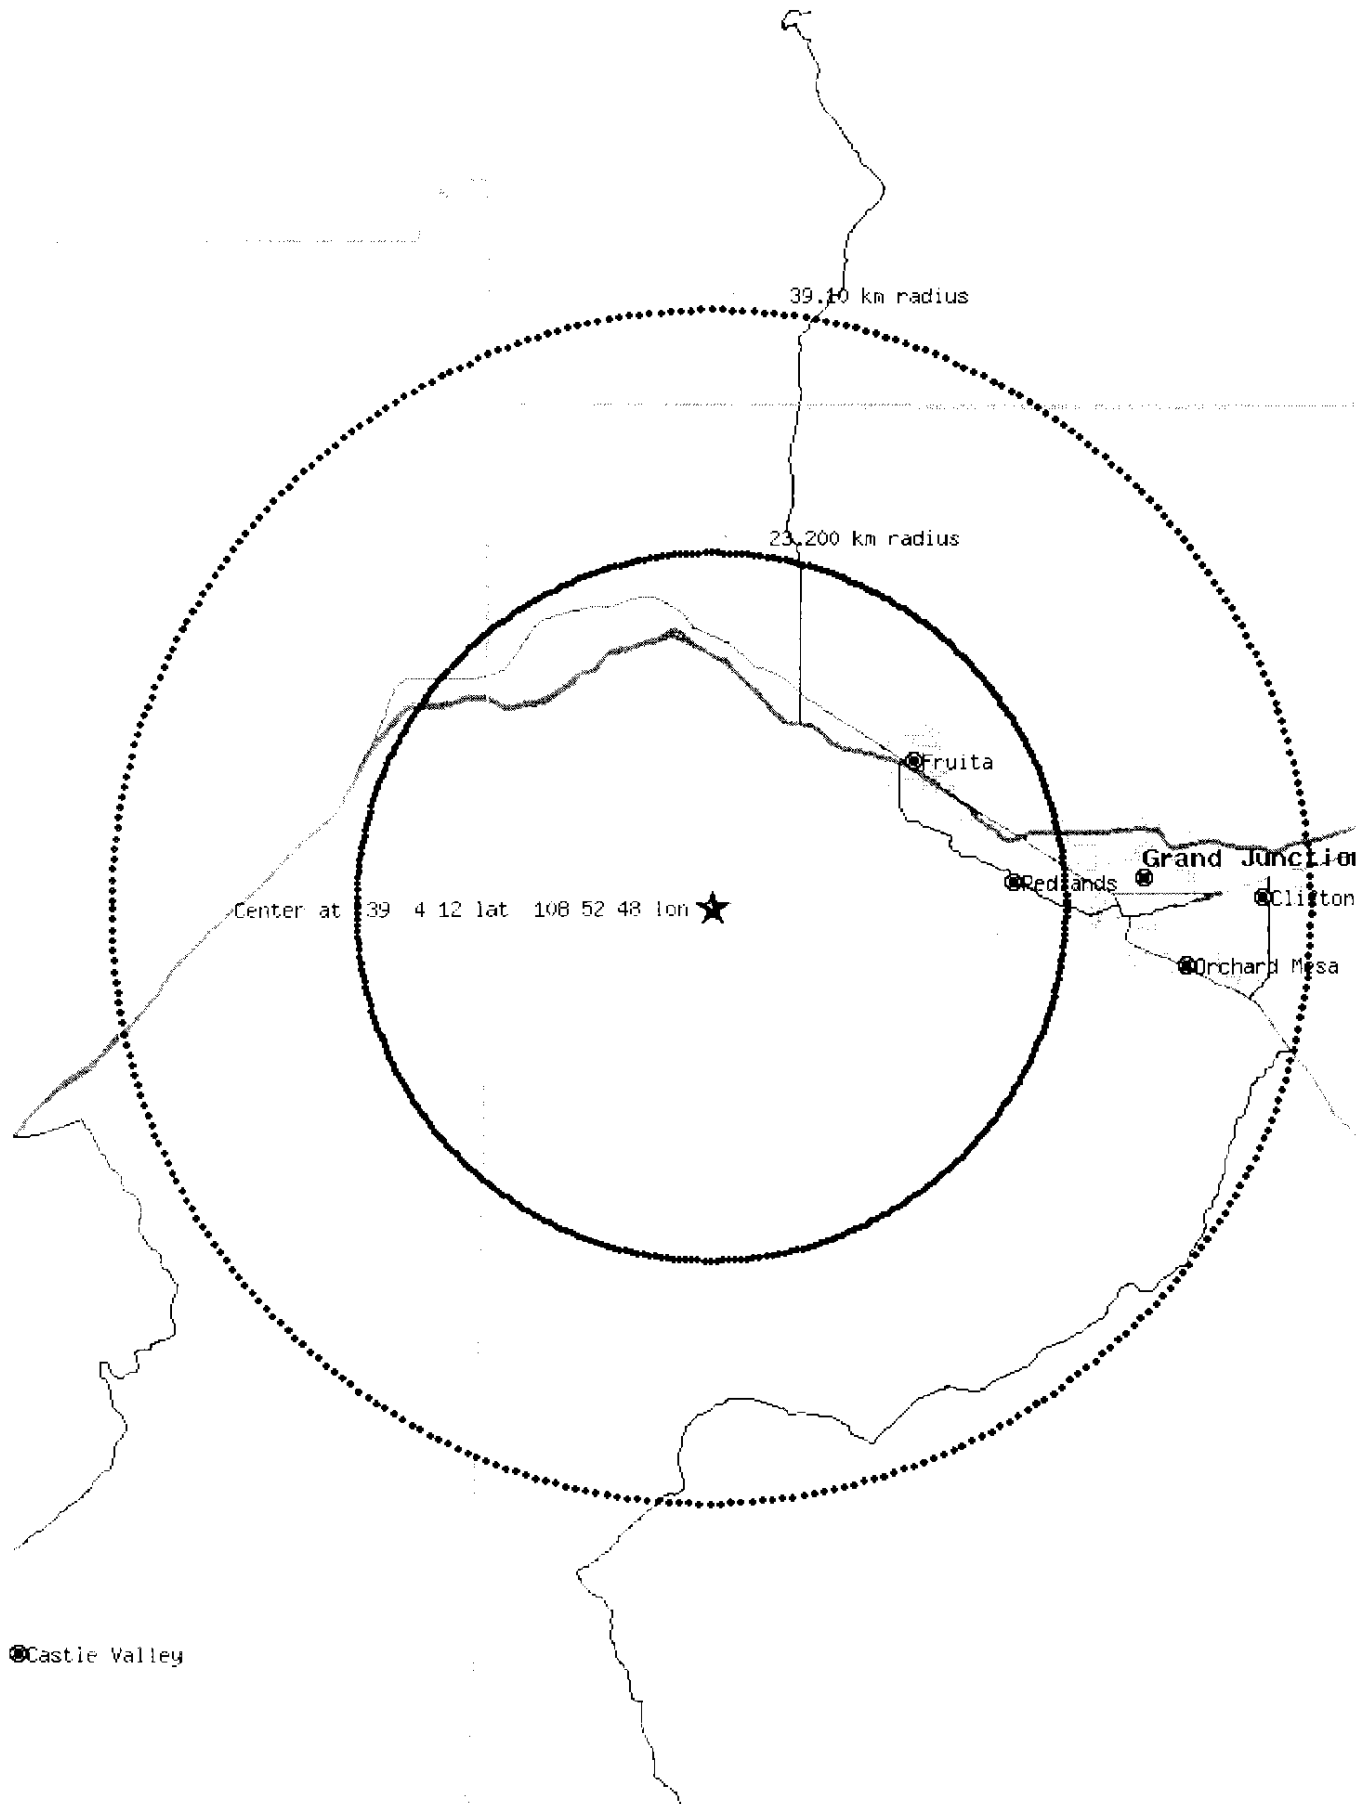 39.10 km radius
23.200 km radius
Fruita
Grand Junction
Redlands
Clifton
Center at 39 4 12 lat 108 52 48 lon
Orchard Mesa
Castle Valley